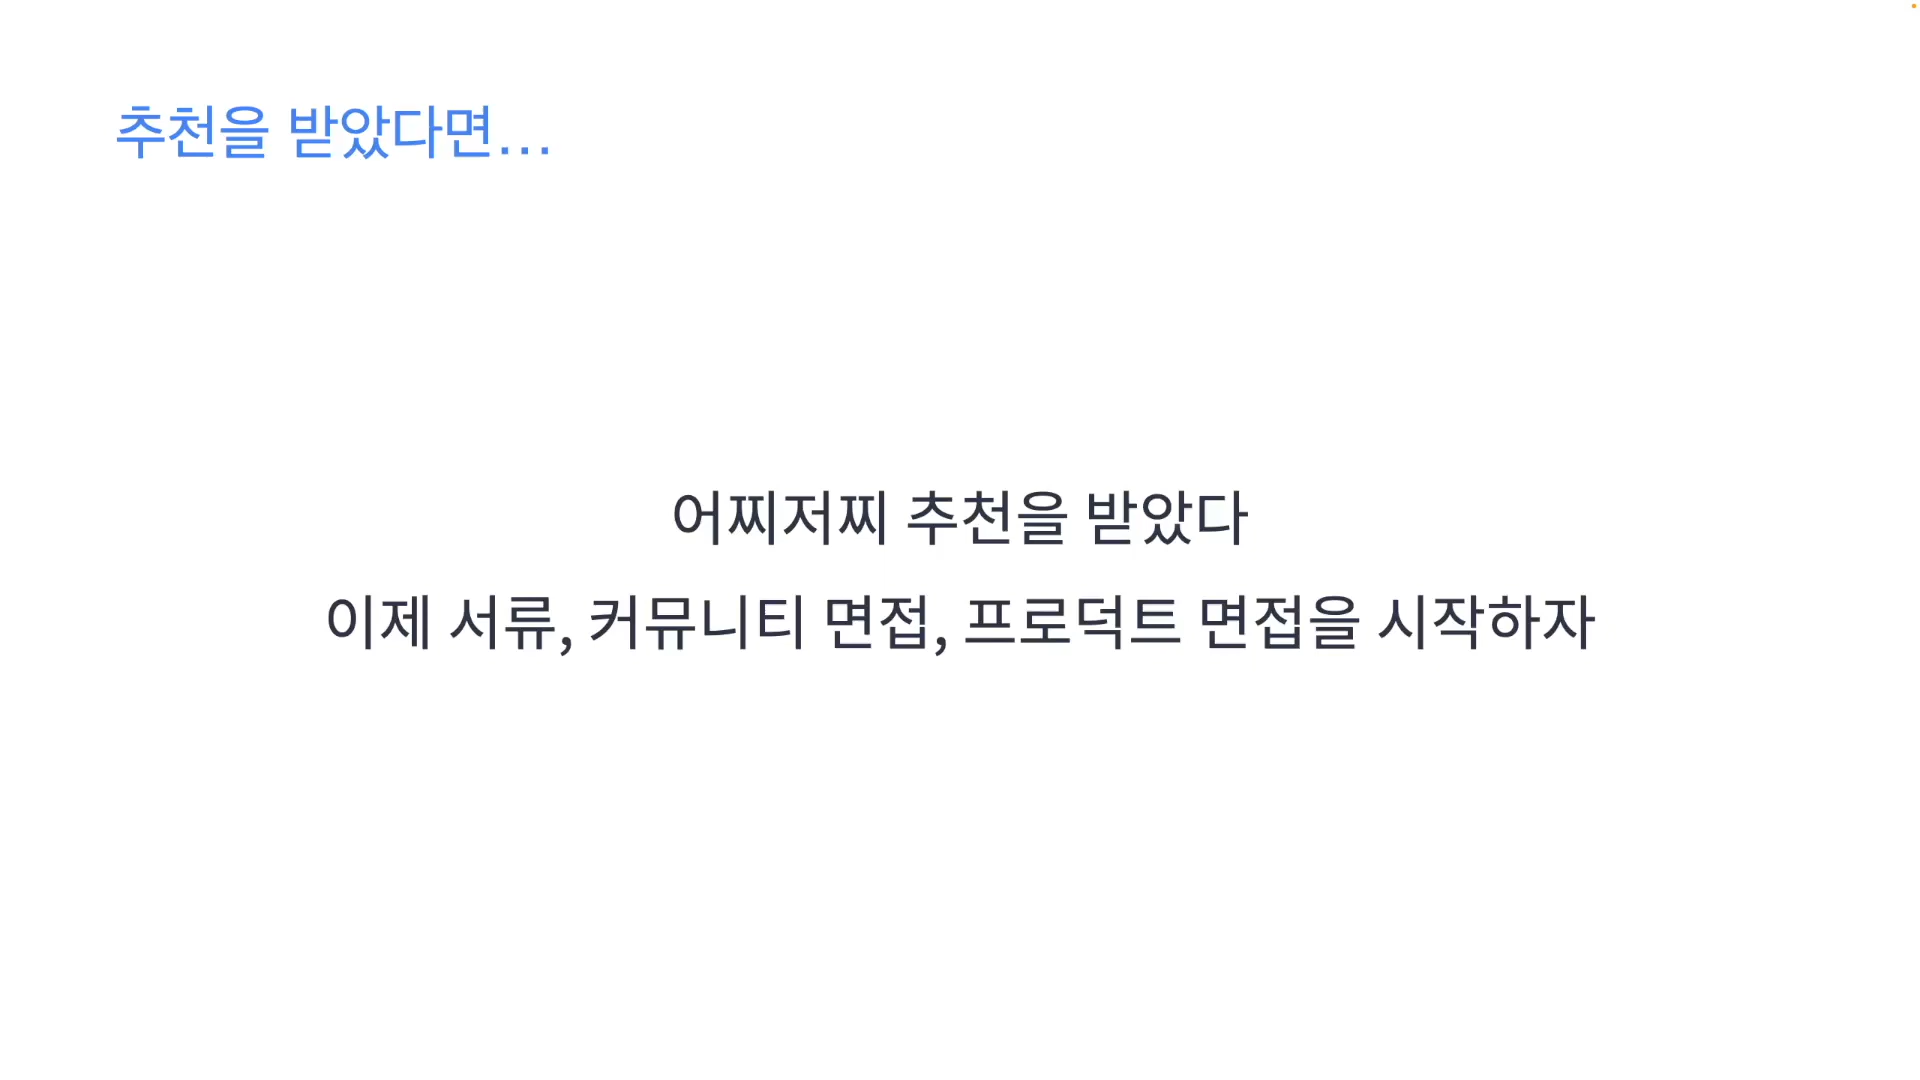 추천을 받았다면...
어찌저찌 추천을 받았다
이제 서류, 커뮤니티 면접, 프로덕트 면접을 시작하자